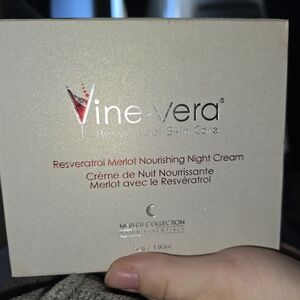 Vine vera®
Resveratrol Skin Care
Resveratrol Merlot Nourishing Night Cream
Crème de Nuit Nourrissante
Merlot avec le Resvératrol
MERLOT COLLECTION